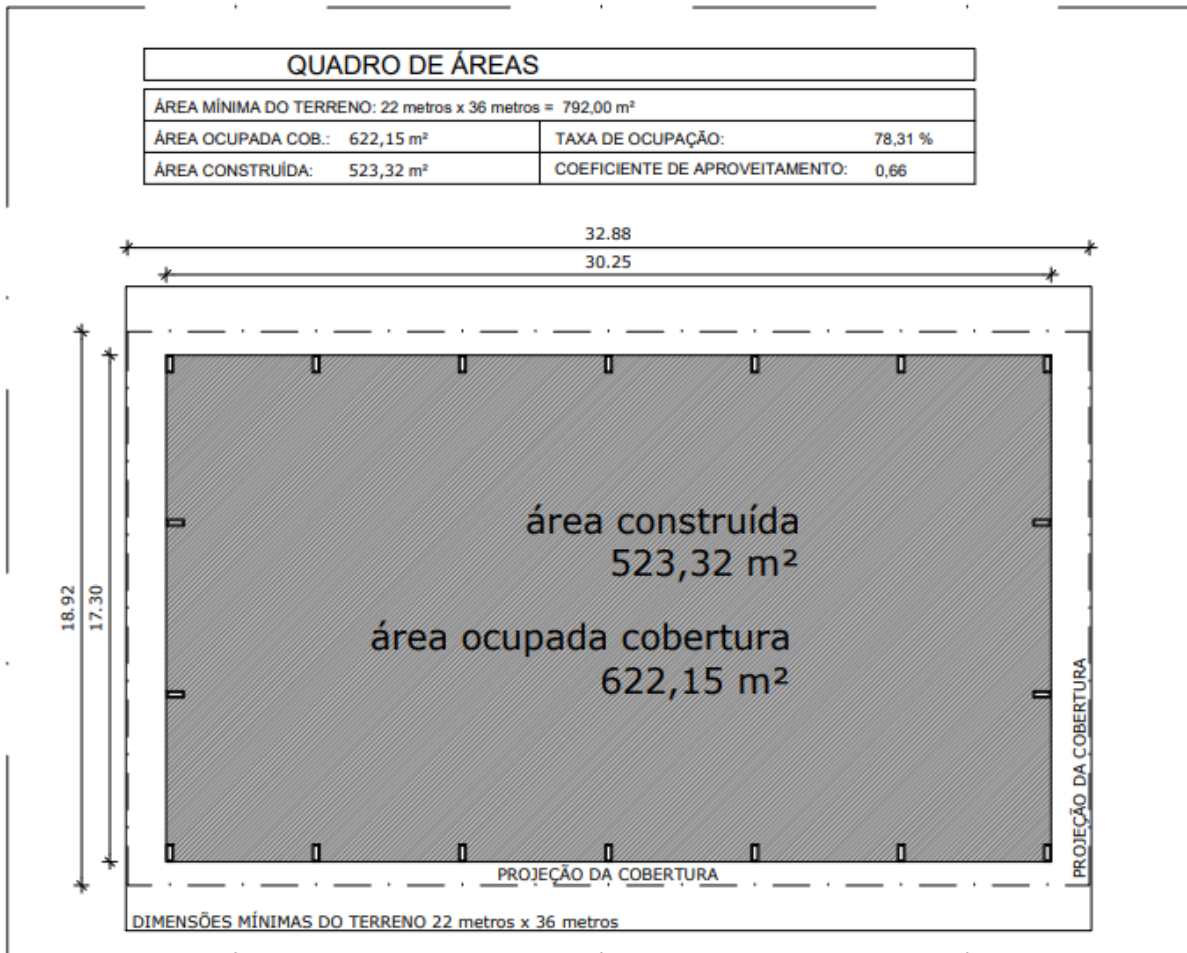 QUADRO DE ÁREAS
ÁREA MÍNIMA DO TERRENO: 22 metros x 36 metros = 792,00 m²
ÁREA OCUPADA COB.: 622,15 m² TAXA DE OCUPAÇÃO: 78,31 %
ÁREA CONSTRUÍDA: 523,32 m² COEFICIENTE DE APROVEITAMENTO: 0,66
32.88
30.25
18.92
17.30
área construída
523,32 m²
área ocupada cobertura
622,15 m²
PROJEÇÃO DA COBERTURA
PROJEÇÃO DA COBERTURA
DIMENSÕES MÍNIMAS DO TERRENO 22 metros x 36 metros